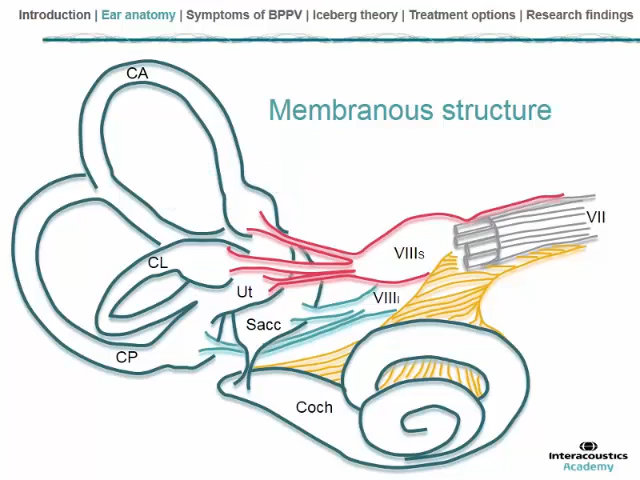 Introduction | Ear anatomy | Symptoms of BPPV | Iceberg theory | Treatment options | Research findings
CA
Membranous structure
VII
VIIIs
CL
Ut
VIIIi
Sacc
CP
Coch
Interacoustics
Academy